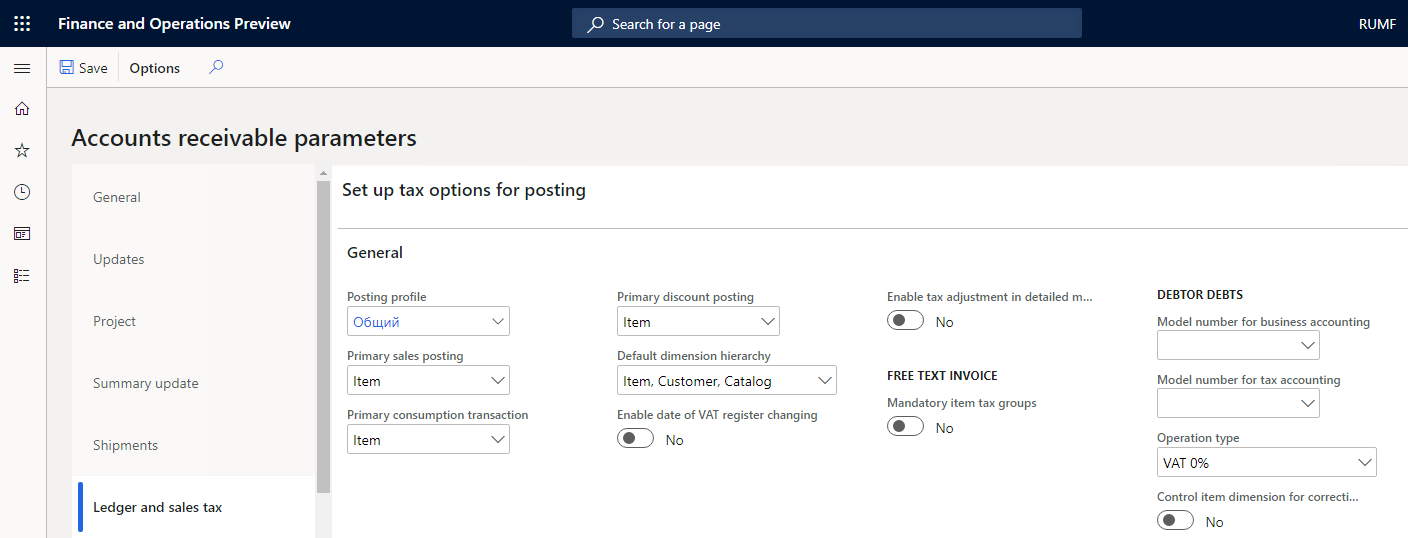 Finance and Operations Preview
Search for a page
RUMF
Save
Options
Accounts receivable parameters
General
Updates
Project
Summary update
Shipments
Ledger and sales tax
Set up tax options for posting
General
Posting profile
Общий
Primary sales posting
Item
Primary consumption transaction
Item
Primary discount posting
Item
Default dimension hierarchy
Item, Customer, Catalog
Enable date of VAT register changing
No
Enable tax adjustment in detailed m...
No
FREE TEXT INVOICE
Mandatory item tax groups
No
DEBTOR DEBTS
Model number for business accounting
Model number for tax accounting
Operation type
VAT 0%
Control item dimension for correcti...
No